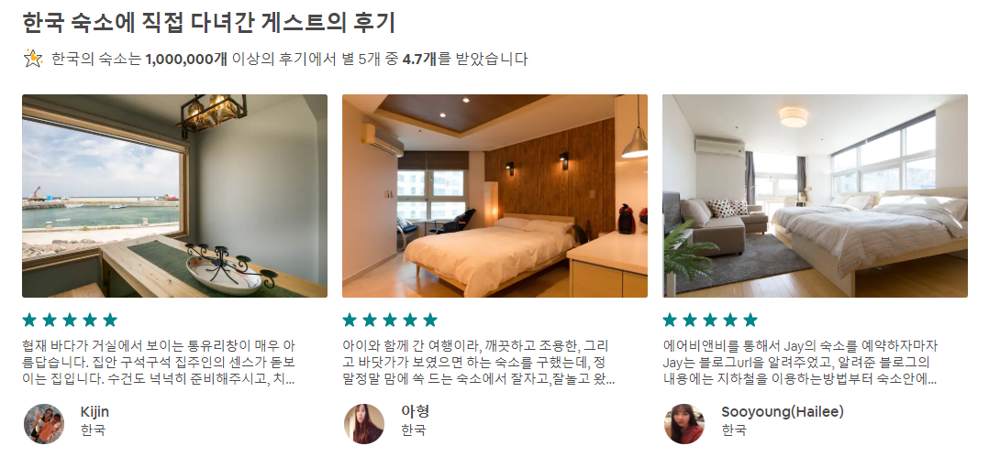 한국 숙소에 직접 다녀간 게스트의 후기
한국의 숙소는 1,000,000개 이상의 후기에서 별 5개 중 4.7개를 받았습니다
협재 바다가 거실에서 보이는 통유리창이 매우 아
름답습니다. 집안 구석구석 집주인의 센스가 돋보
이는 집입니다. 수건도 넉넉히 준비해주시고, 치...
Kijin
한국
아이와 함께 간 여행이라, 깨끗하고 조용한, 그리
고 바닷가가 보였으면 하는 숙소를 구했는데, 정
말정말 맘에 쏙 드는 숙소에서 잘자고,잘놀고 왔...
아형
한국
에어비앤비를 통해서 Jay의 숙소를 예약하자마자
Jay는 블로그url을 알려주었고, 알려준 블로그의
내용에는 지하철을 이용하는방법부터 숙소안에...
Sooyoung(Hailee)
한국